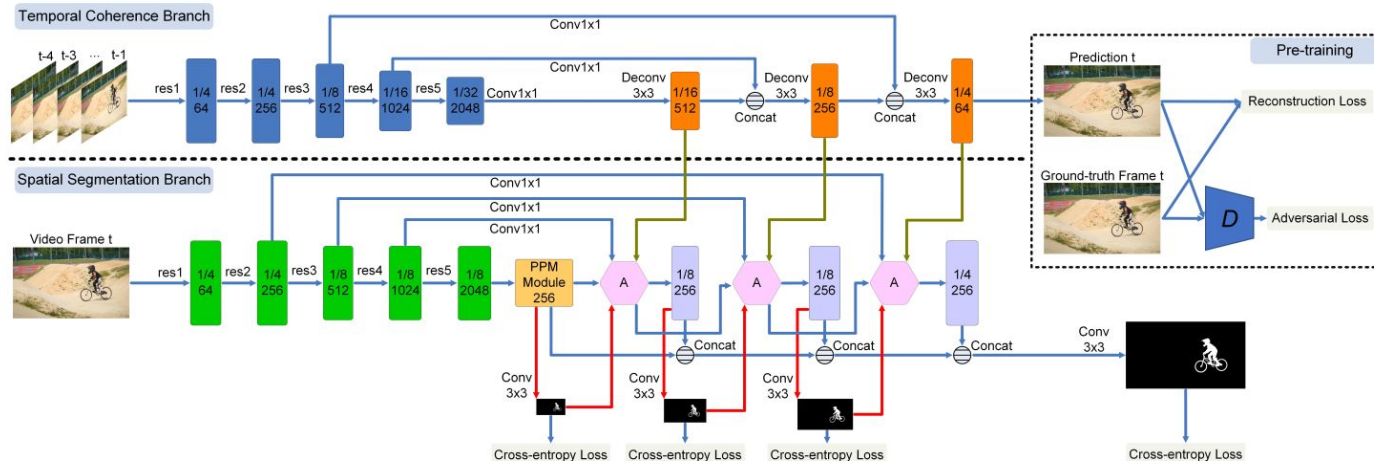 Temporal Coherence Branch
t-4 t-3 ... t-1
res1
1/4
64
res2
1/4
256
res3
1/8
512
res4
1/16
1024
res5
1/32
2048
Conv1x1
Conv1x1
Conv1x1
1/16
512
Concat
Deconv
3x3
Deconv
3x3
1/8
256
Concat
Deconv
3x3
1/4
64
Pre-training
Prediction t
Reconstruction Loss
Ground-truth Frame t
D
Adversarial Loss
Spatial Segmentation Branch
Conv1x1
Conv1x1
Conv1x1
Video Frame t
res1
1/4
64
res2
1/4
256
res3
1/8
512
res4
1/8
1024
res5
1/8
2048
PPM
Module
256
A
1/8
256
A
1/8
256
A
1/4
256
Concat
Concat
Concat
Conv
3x3
Conv
3x3
Conv
3x3
Conv
3x3
Cross-entropy Loss
Cross-entropy Loss
Cross-entropy Loss
Cross-entropy Loss